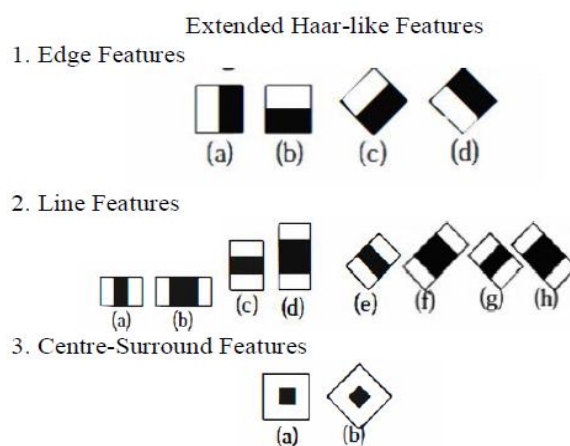 Extended Haar-like Features
1. Edge Features
(a) (b) (c) (d)
2. Line Features
(a) (b) (c) (d) (e) (f) (g) (h)
3. Centre-Surround Features
(a) (b)